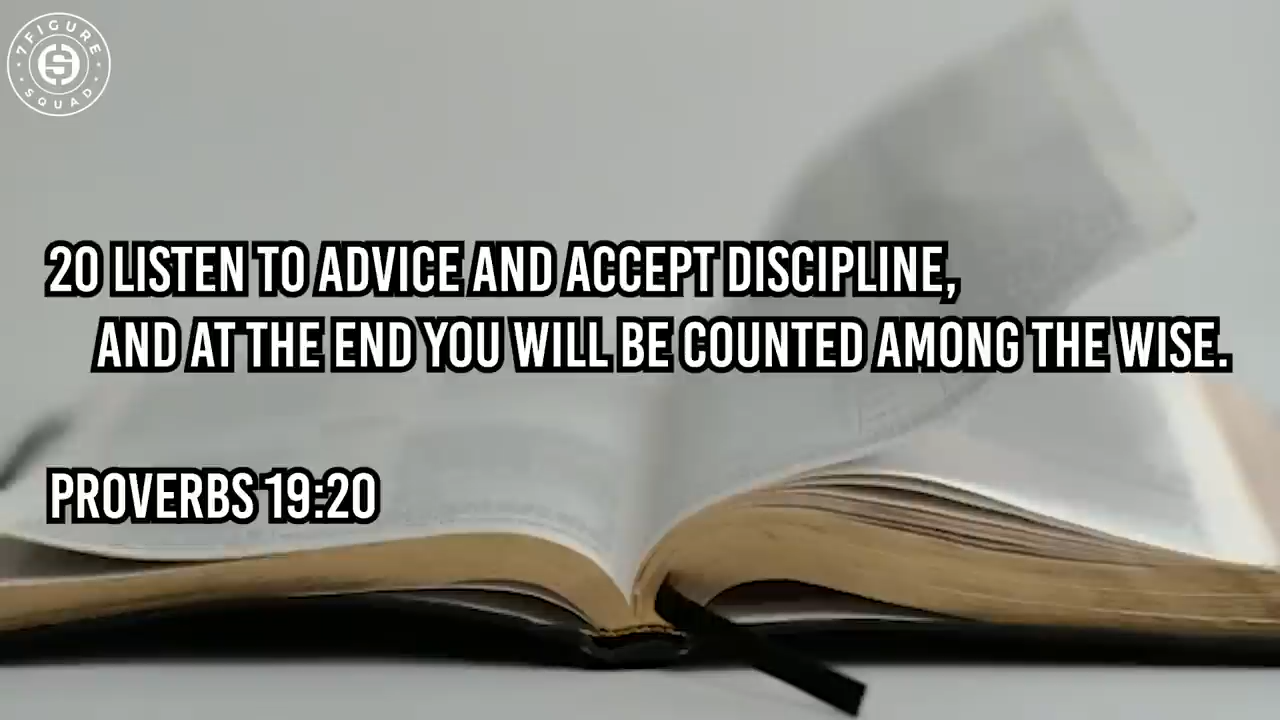 7FIGURE
SQUAD
20 LISTEN TO ADVICE AND ACCEPT DISCIPLINE,
AND AT THE END YOU WILL BE COUNTED AMONG THE WISE.
PROVERBS 19:20